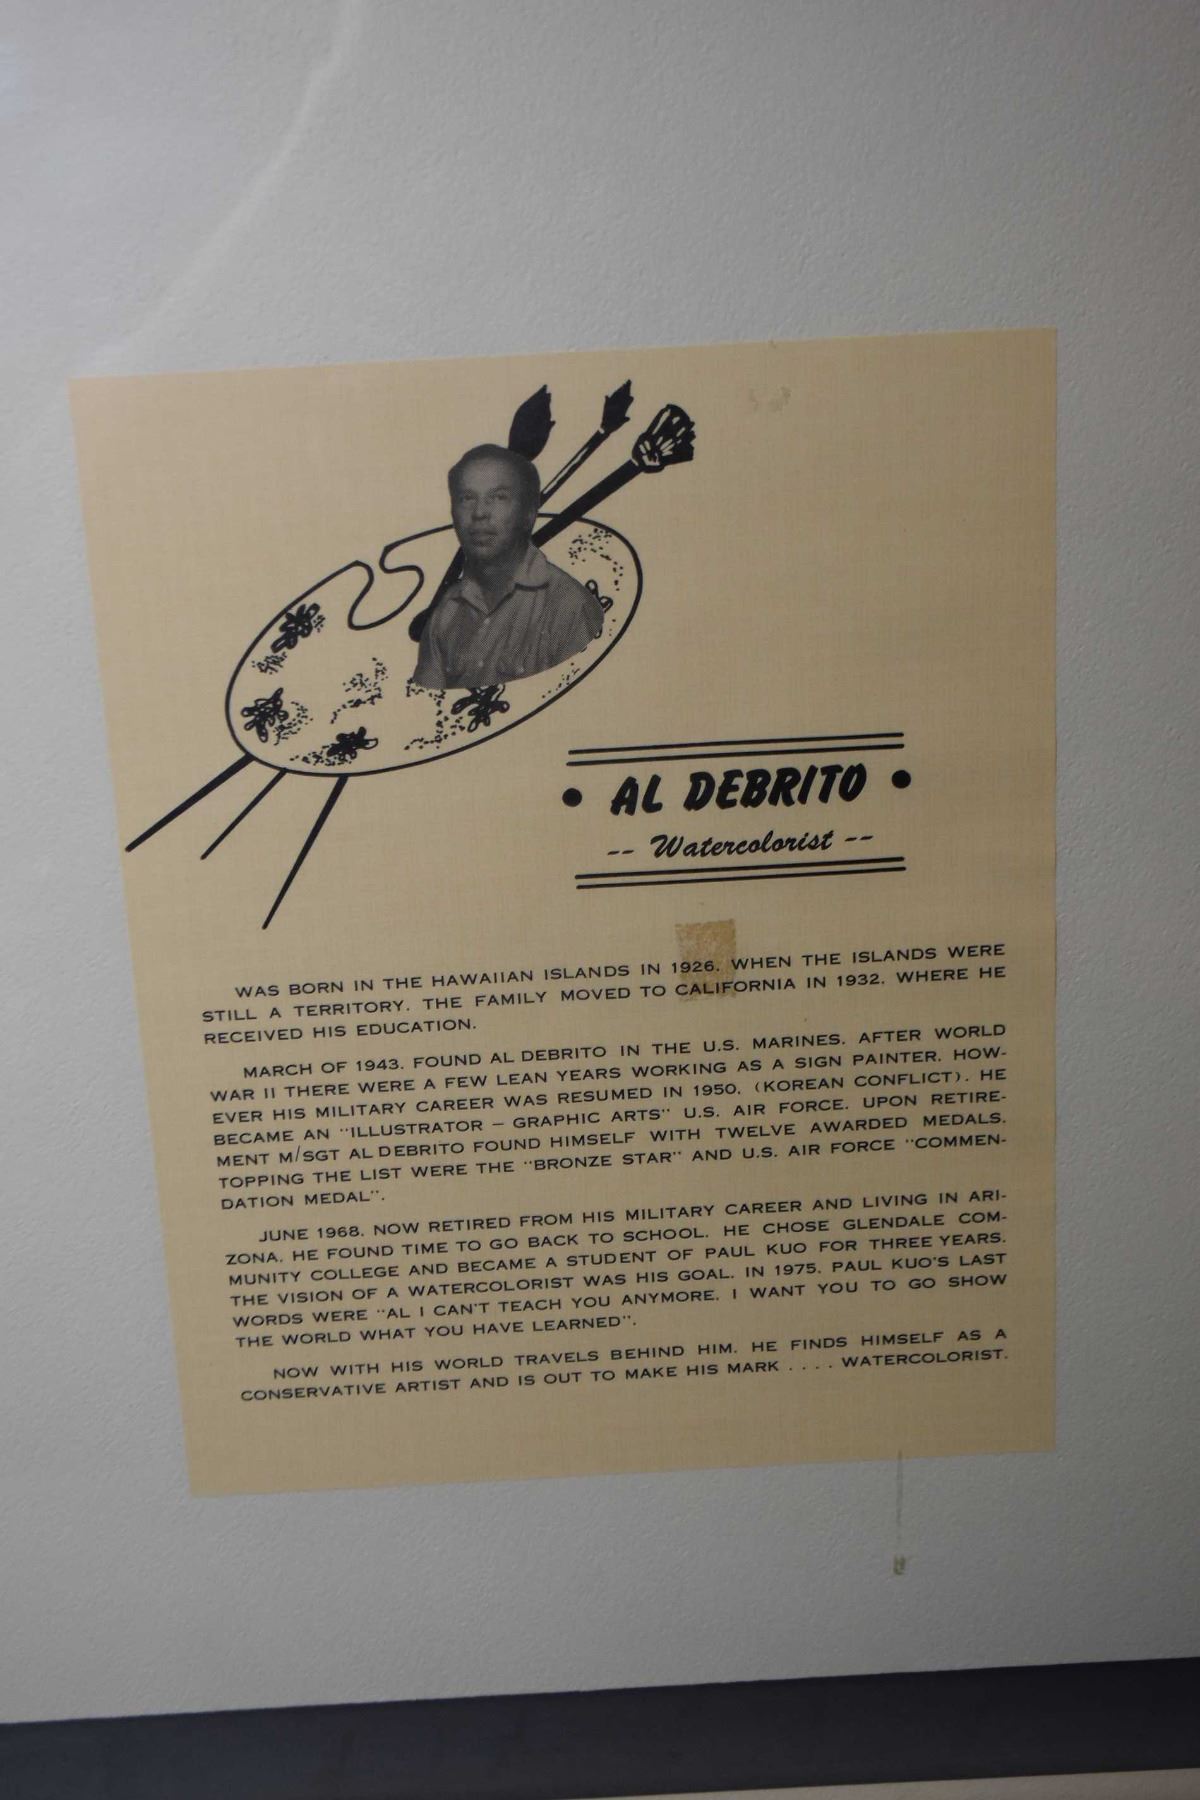 • AL DEBRITO •
-- Watercolorist --
WAS BORN IN THE HAWAIIAN ISLANDS IN 1926. WHEN THE ISLANDS WERE
STILL A TERRITORY. THE FAMILY MOVED TO CALIFORNIA IN 1932, WHERE HE
RECEIVED HIS EDUCATION.
MARCH OF 1943, FOUND AL DEBRITO IN THE U.S. MARINES. AFTER WORLD
WAR II THERE WERE A FEW LEAN YEARS WORKING AS A SIGN PAINTER. HOW-
EVER HIS MILITARY CAREER WAS RESUMED IN 1950, (KOREAN CONFLICT). HE
BECAME AN "ILLUSTRATOR – GRAPHIC ARTS" U.S. AIR FORCE. UPON RETIRE-
MENT M/SGT AL DEBRITO FOUND HIMSELF WITH TWELVE AWARDED MEDALS.
TOPPING THE LIST WERE THE "BRONZE STAR" AND U.S. AIR FORCE "COMMEN-
DATION MEDAL".
JUNE 1968, NOW RETIRED FROM HIS MILITARY CAREER AND LIVING IN ARI-
ZONA, HE FOUND TIME TO GO BACK TO SCHOOL. HE CHOSE GLENDALE COM-
MUNITY COLLEGE AND BECAME A STUDENT OF PAUL KUO FOR THREE YEARS.
THE VISION OF A WATERCOLORIST WAS HIS GOAL. IN 1975, PAUL KUO'S LAST
WORDS WERE "AL I CAN'T TEACH YOU ANYMORE, I WANT YOU TO GO SHOW
THE WORLD WHAT YOU HAVE LEARNED".
NOW WITH HIS WORLD TRAVELS BEHIND HIM, HE FINDS HIMSELF AS A
CONSERVATIVE ARTIST AND IS OUT TO MAKE HIS MARK . . . . WATERCOLORIST.